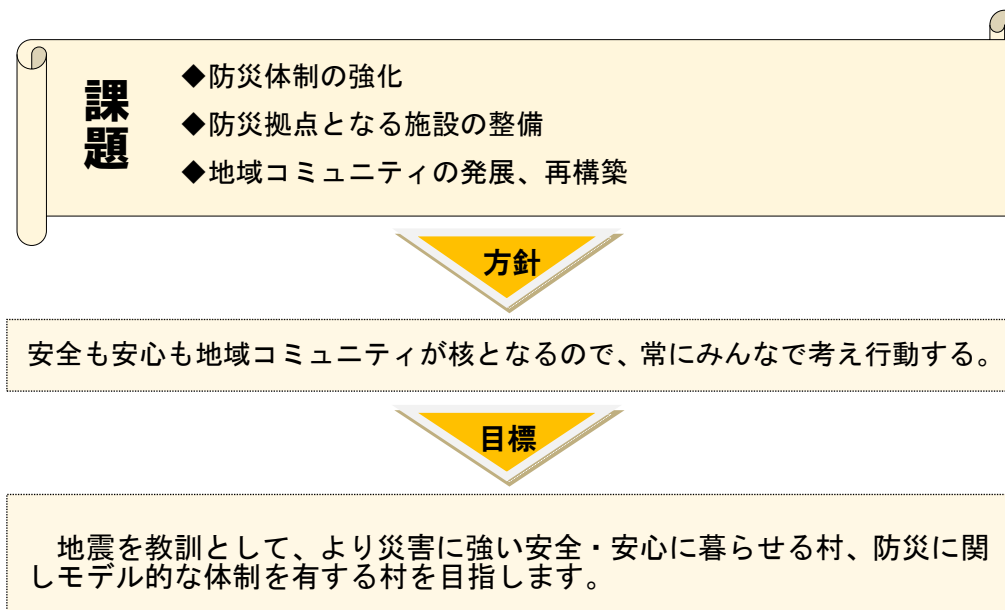 課題
◆防災体制の強化
◆防災拠点となる施設の整備
◆地域コミュニティの発展、再構築
方針
安全も安心も地域コミュニティが核となるので、常にみんなで考え行動する。
目標
地震を教訓として、より災害に強い安全・安心に暮らせる村、防災に関
しモデル的な体制を有する村を目指します。